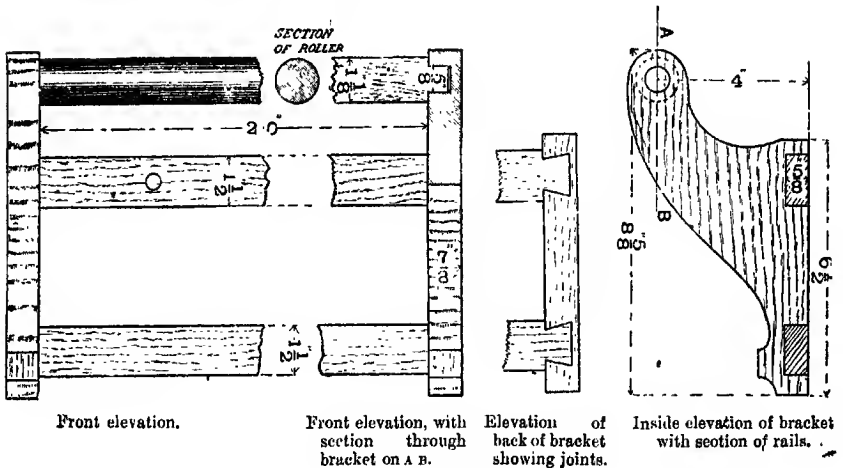 SECTION
OF ROLLER
A
1 1/8"
5/8
4"
2'0"
1 1/2"
5/8
B
7/8"
8 5/8"
6 1/2
1 1/2"
Front elevation.
Front elevation, with
section through
bracket on A B.
Elevation of
back of bracket
showing joints.
Inside elevation of bracket
with section of rails.